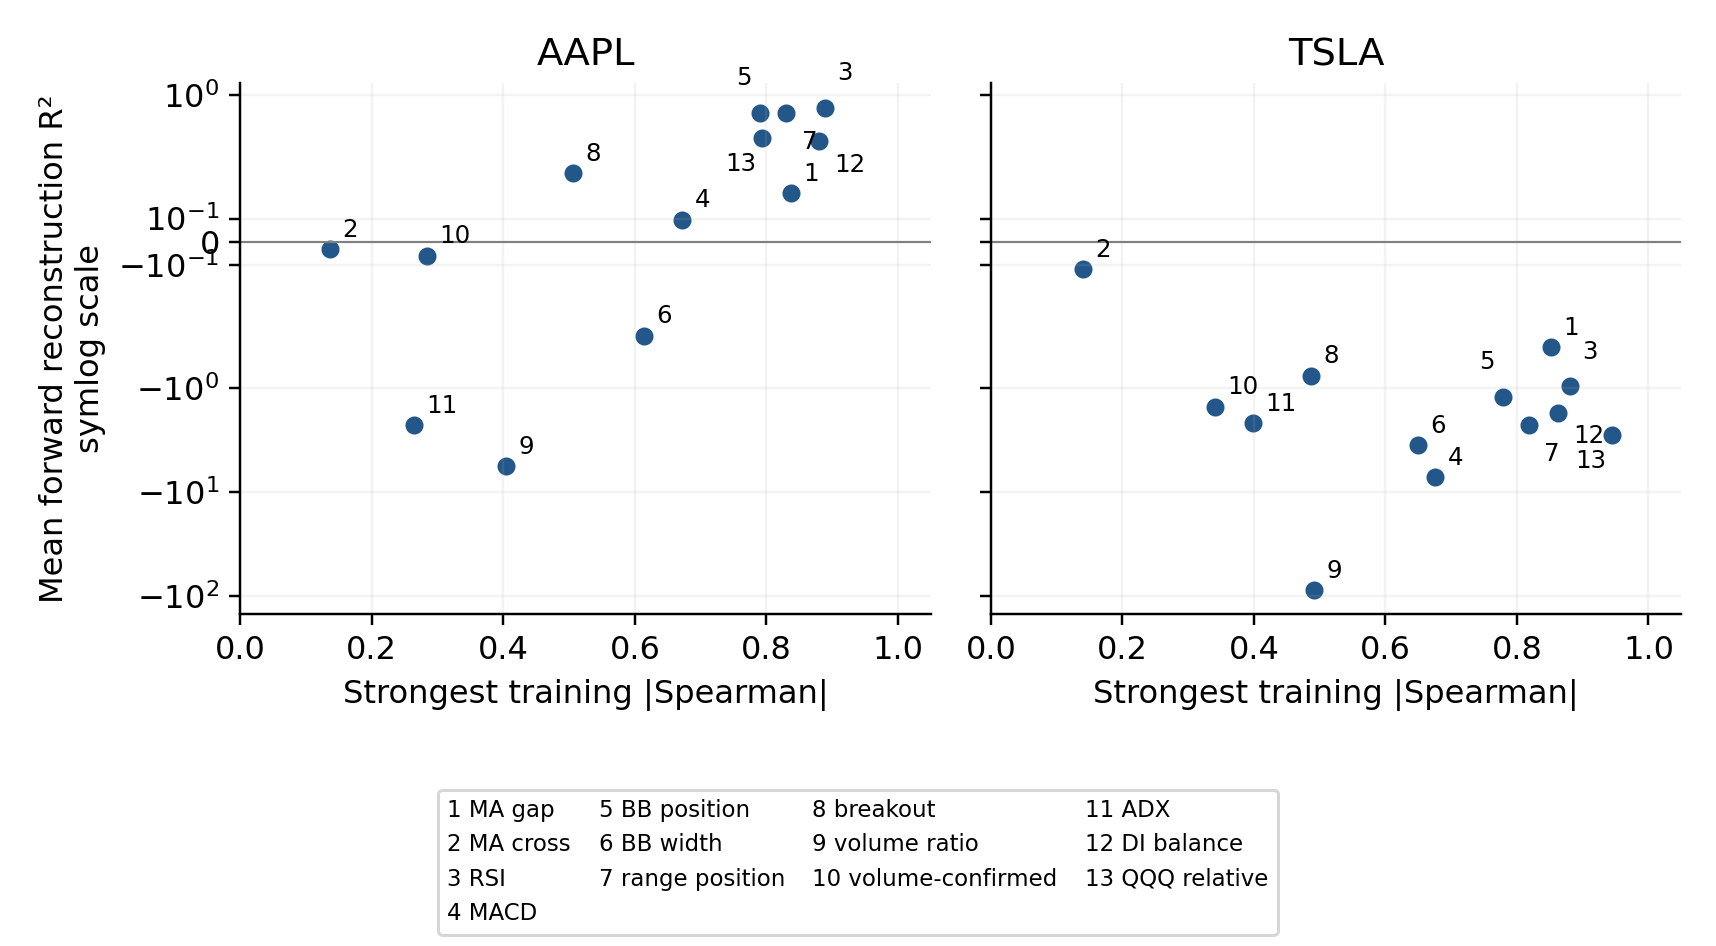 AAPL
TSLA
Mean forward reconstruction R²
symlog scale
10⁰
10⁻¹
0
−10⁻¹
−10⁰
−10¹
−10²
5
3
8
7
13
12
1
4
2
10
6
11
9
2
1
3
8
5
10
11
6
12
4
7
13
9
0.0 0.2 0.4 0.6 0.8 1.0
0.0 0.2 0.4 0.6 0.8 1.0
Strongest training |Spearman|
Strongest training |Spearman|
1 MA gap
2 MA cross
3 RSI
4 MACD
5 BB position
6 BB width
7 range position
8 breakout
9 volume ratio
10 volume-confirmed
11 ADX
12 DI balance
13 QQQ relative